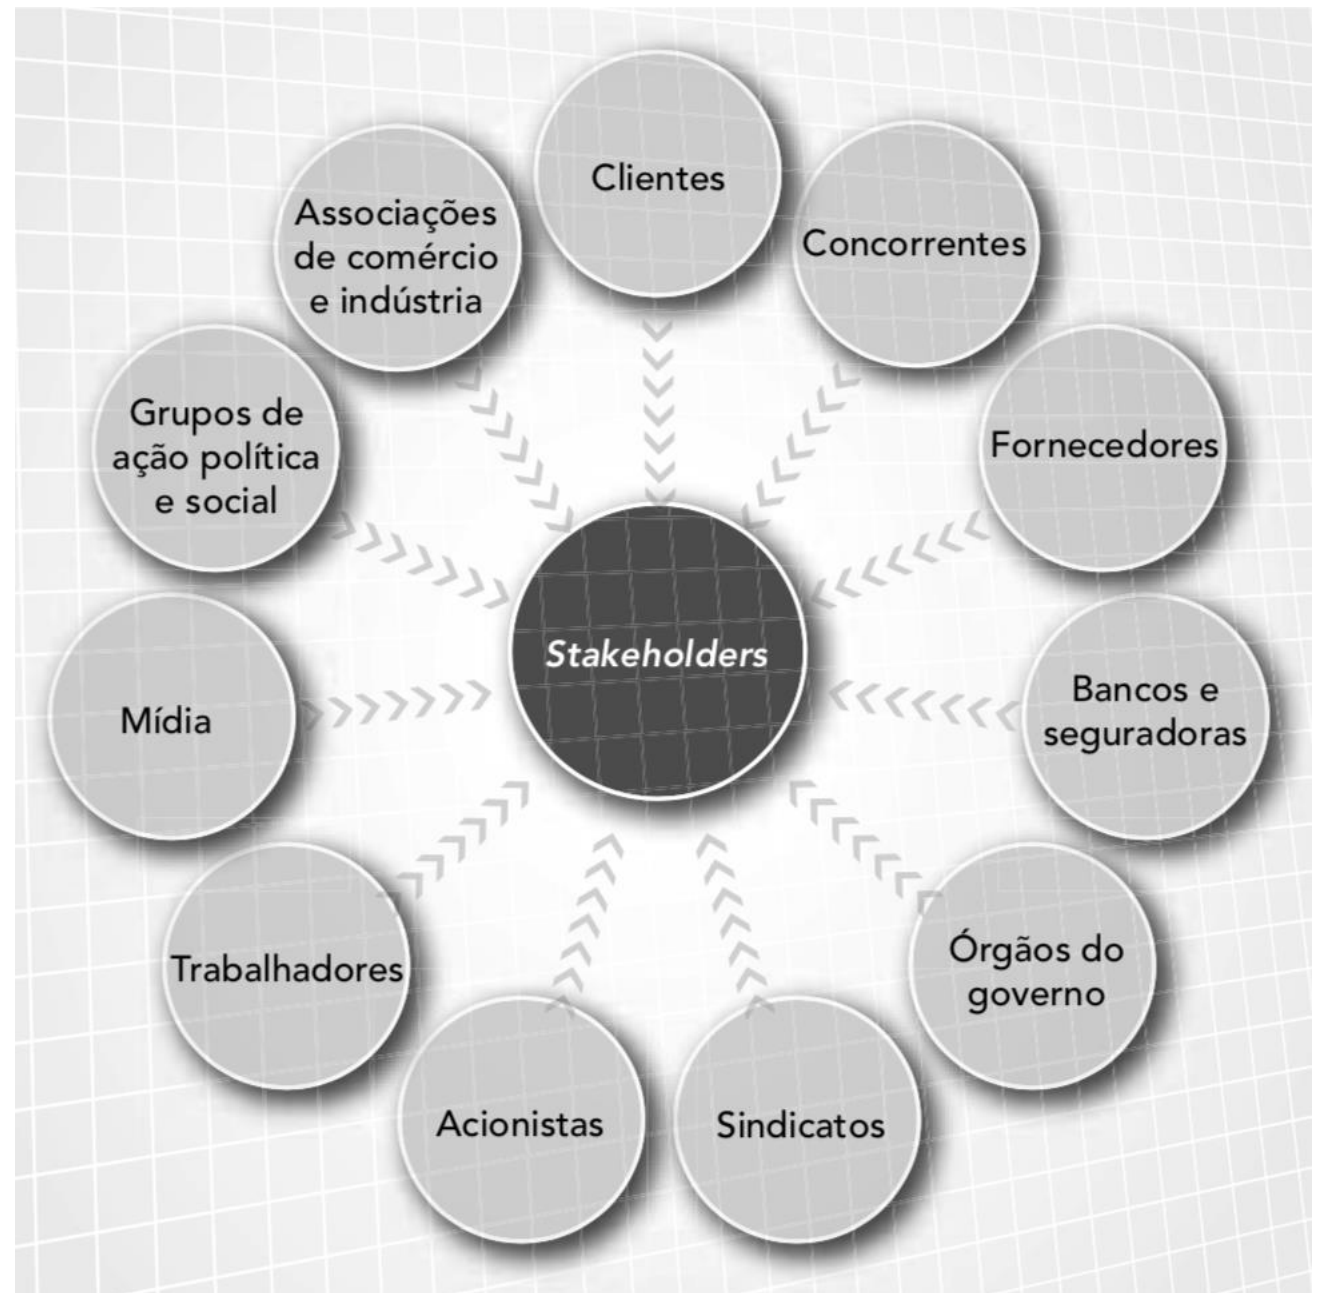 Clientes
Concorrentes
Associações
de comércio
e indústria
Fornecedores
Grupos de
ação política
e social
Stakeholders
Bancos e
seguradoras
Mídia
Órgãos do
governo
Trabalhadores
Acionistas
Sindicatos